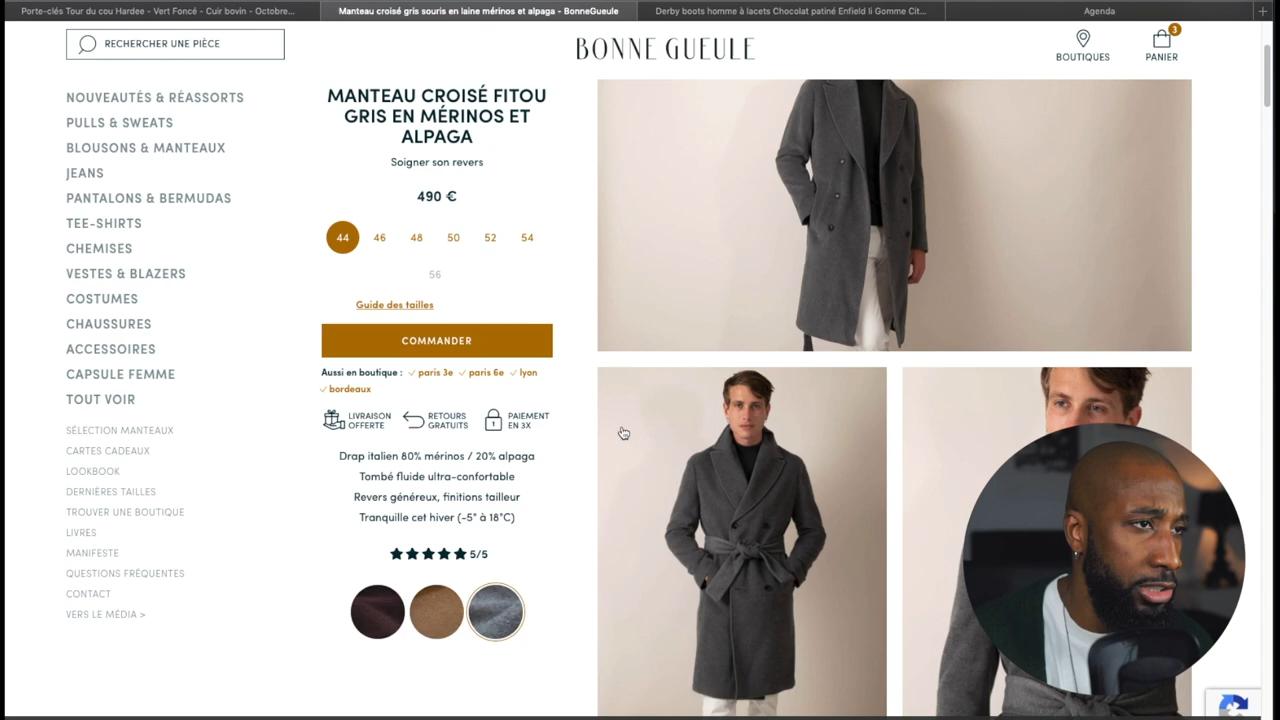 Porte-clés Tour du cou Hardee - Vert Foncé - Cuir bovin - Octobre...
Manteau croisé gris souris en laine mérinos et alpaga - BonneGueule
Derby boots homme à lacets Chocolat patiné Enfield li Gomme Cit...
Agenda
RECHERCHER UNE PIÈCE
BONNE GUEULE
BOUTIQUES
3
PANIER
NOUVEAUTÉS & RÉASSORTS
PULLS & SWEATS
BLOUSONS & MANTEAUX
JEANS
PANTALONS & BERMUDAS
TEE-SHIRTS
CHEMISES
VESTES & BLAZERS
COSTUMES
CHAUSSURES
ACCESSOIRES
CAPSULE FEMME
TOUT VOIR
SÉLECTION MANTEAUX
CARTES CADEAUX
LOOKBOOK
DERNIÈRES TAILLES
TROUVER UNE BOUTIQUE
LIVRES
MANIFESTE
QUESTIONS FRÉQUENTES
CONTACT
VERS LE MÉDIA >
MANTEAU CROISÉ FITOU
GRIS EN MÉRINOS ET
ALPAGA
Soigner son revers
490 €
44 46 48 50 52 54
56
Guide des tailles
COMMANDER
Aussi en boutique : ✓ paris 3e ✓ paris 6e ✓ lyon
✓ bordeaux
LIVRAISON
OFFERTE
RETOURS
GRATUITS
PAIEMENT
EN 3X
Drap italien 80% mérinos / 20% alpaga
Tombé fluide ultra-confortable
Revers généreux, finitions tailleur
Tranquille cet hiver (-5° à 18°C)
5/5